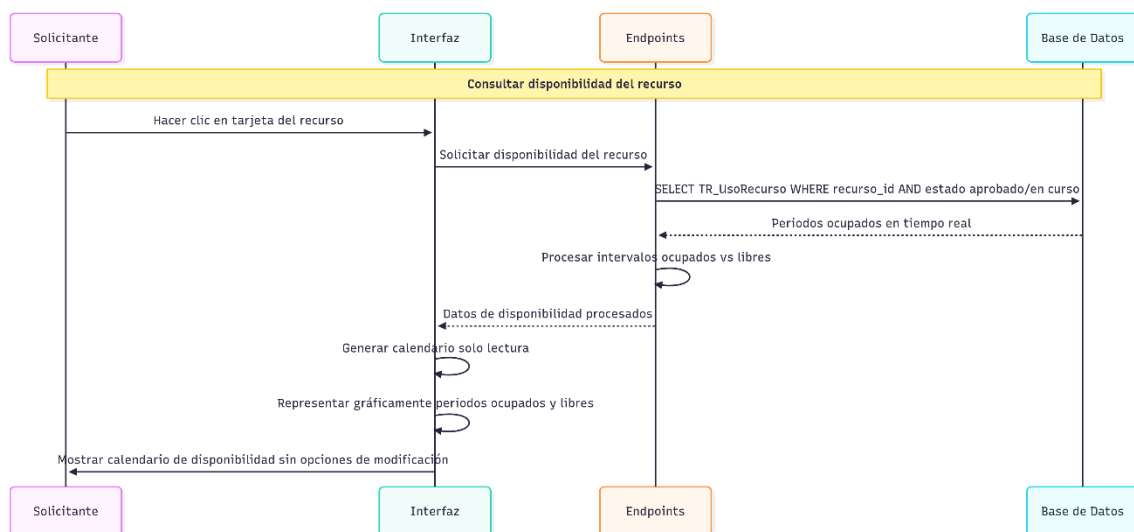 Solicitante
Interfaz
Endpoints
Base de Datos
Consultar disponibilidad del recurso
Hacer clic en tarjeta del recurso
Solicitar disponibilidad del recurso
SELECT TR_UsoRecurso WHERE recurso_id AND estado aprobado/en curso
Periodos ocupados en tiempo real
Procesar intervalos ocupados vs libres
Datos de disponibilidad procesados
Generar calendario solo lectura
Representar gráficamente periodos ocupados y libres
Mostrar calendario de disponibilidad sin opciones de modificación
Solicitante
Interfaz
Endpoints
Base de Datos